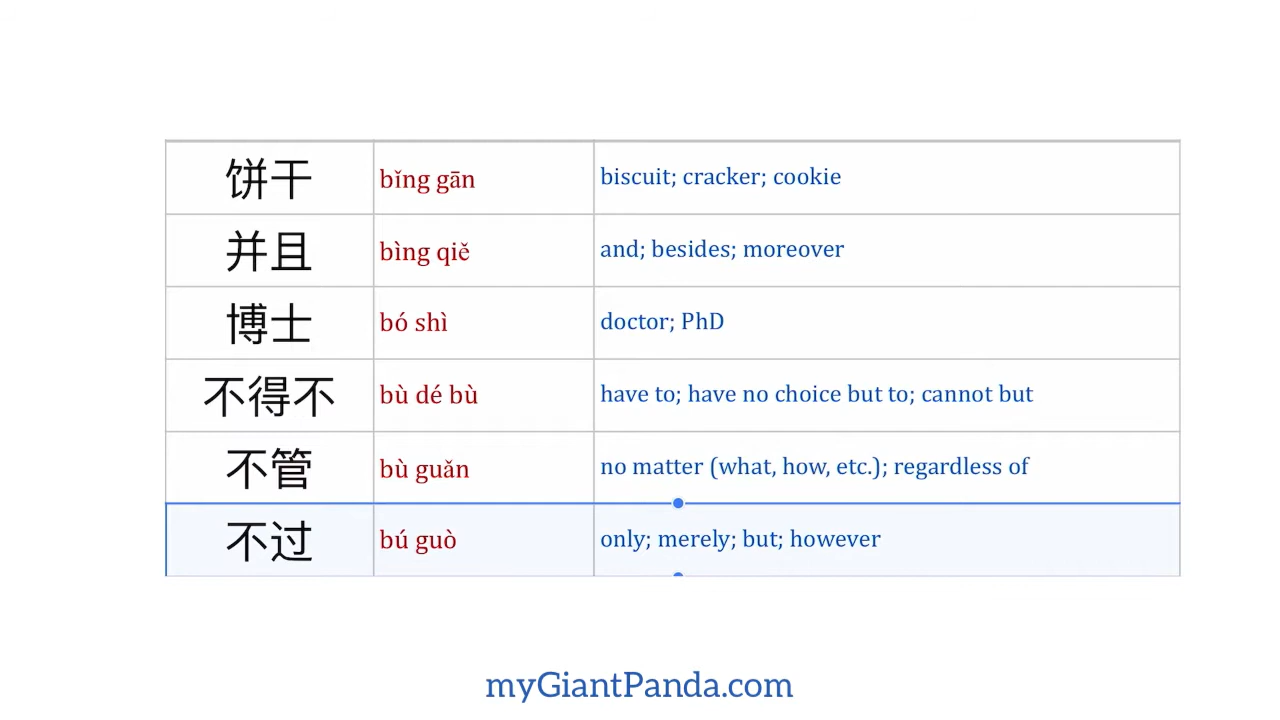 饼干 bǐng gān biscuit; cracker; cookie
并且 bìng qiě and; besides; moreover
博士 bó shì doctor; PhD
不得不 bù dé bù have to; have no choice but to; cannot but
不管 bù guǎn no matter (what, how, etc.); regardless of
不过 bú guò only; merely; but; however
myGiantPanda.com